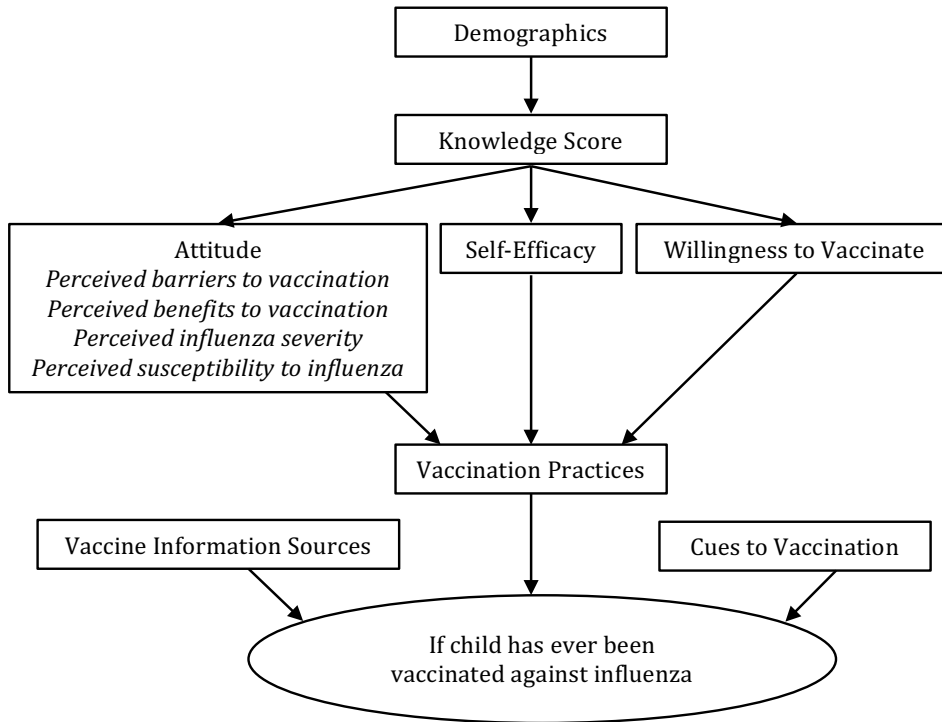 Demographics
Knowledge Score
Attitude
Perceived barriers to vaccination
Perceived benefits to vaccination
Perceived influenza severity
Perceived susceptibility to influenza
Self-Efficacy
Willingness to Vaccinate
Vaccination Practices
Vaccine Information Sources
Cues to Vaccination
If child has ever been
vaccinated against influenza